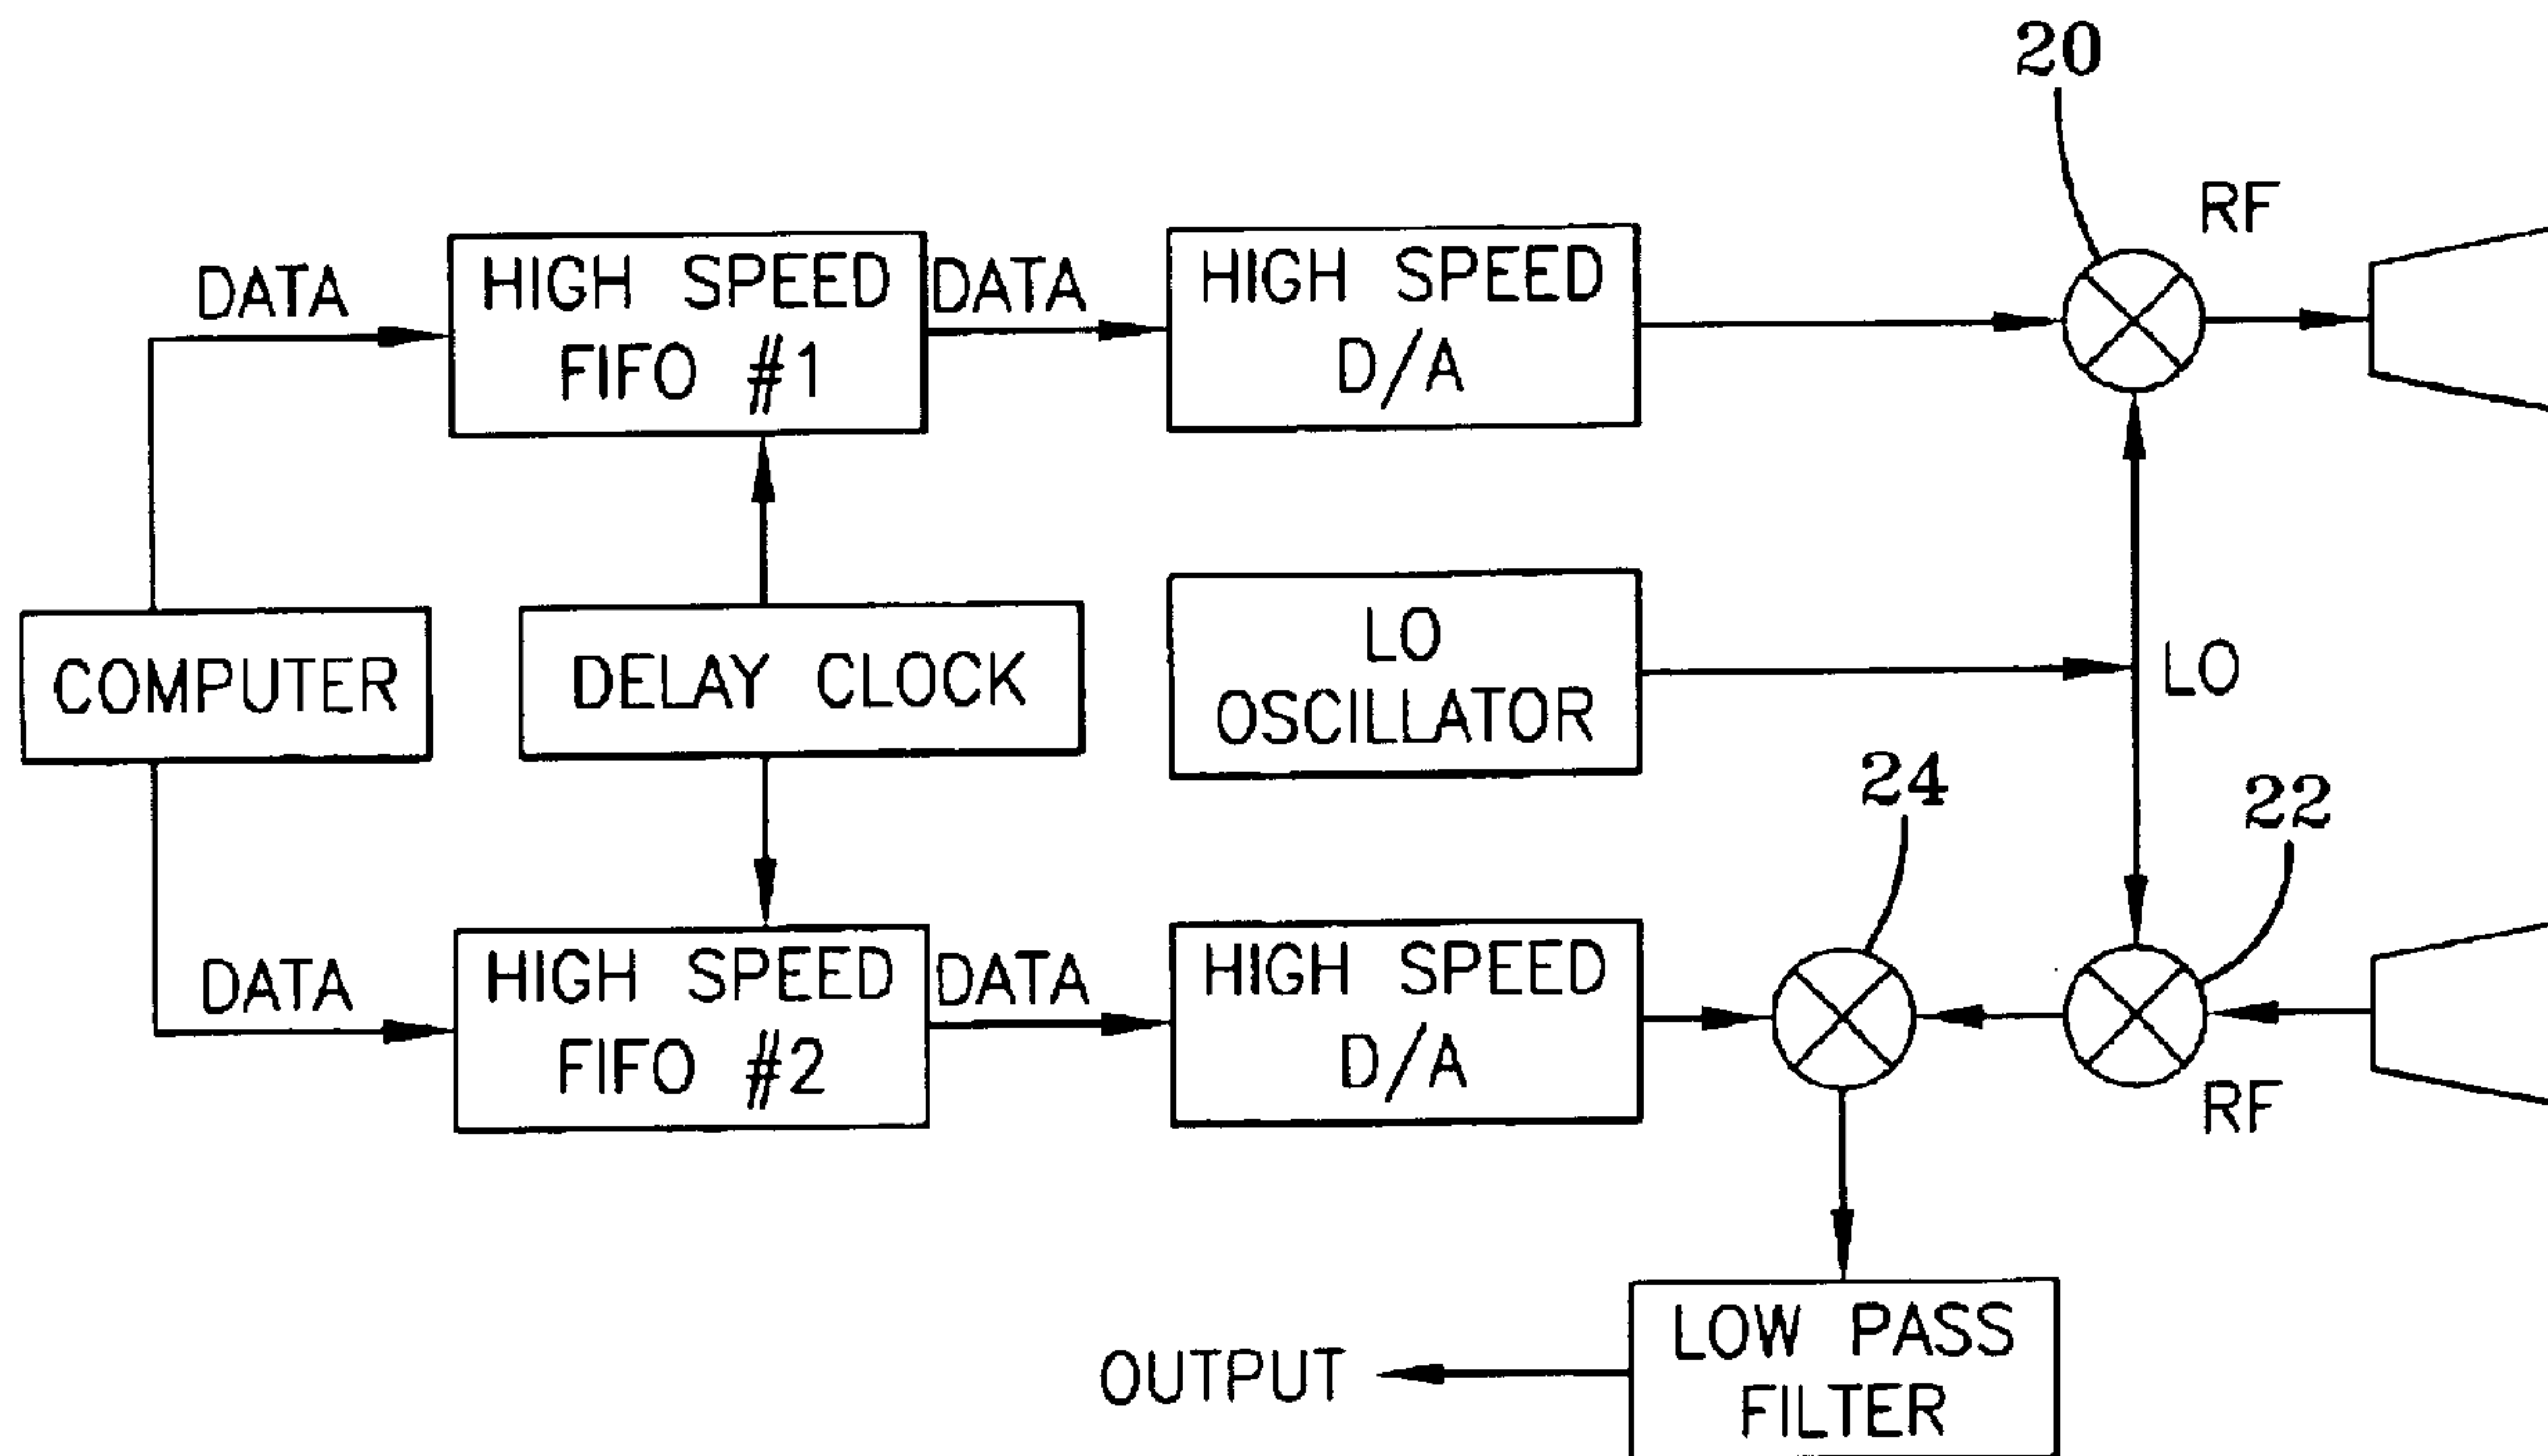 20
RF
DATA
HIGH SPEED
FIFO #1
DATA
HIGH SPEED
D/A
COMPUTER
DELAY CLOCK
LO
OSCILLATOR
LO
24
22
DATA
HIGH SPEED
FIFO #2
DATA
HIGH SPEED
D/A
RF
OUTPUT
LOW PASS
FILTER